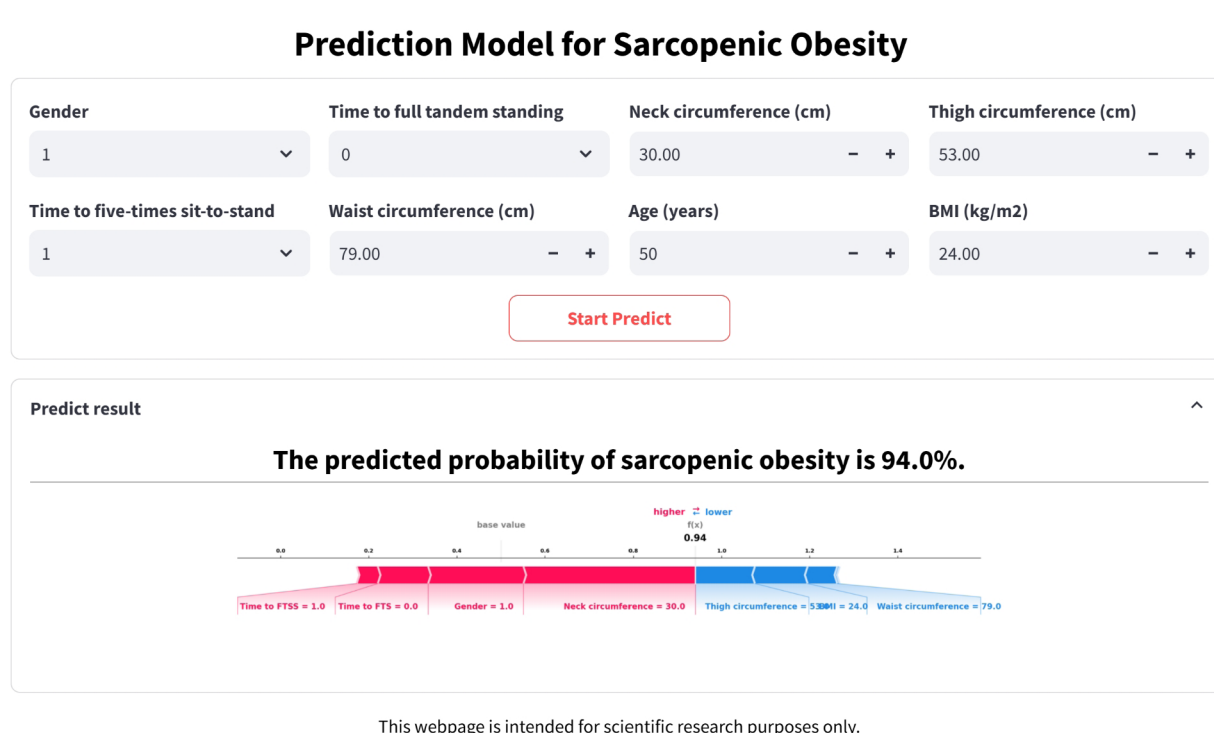 Prediction Model for Sarcopenic Obesity
Gender
Time to full tandem standing
Neck circumference (cm)
Thigh circumference (cm)
1
0
30.00
53.00
Time to five-times sit-to-stand
Waist circumference (cm)
Age (years)
BMI (kg/m2)
1
79.00
50
24.00
Start Predict
Predict result
The predicted probability of sarcopenic obesity is 94.0%.
higher ⇄ lower
base value
f(x)
0.94
0.0 0.2 0.4 0.6 0.8 1.0 1.2 1.4
Time to FTSS = 1.0 Time to FTS = 0.0 Gender = 1.0 Neck circumference = 30.0 Thigh circumference = BMI = 24.0 Waist circumference = 79.0
This webpage is intended for scientific research purposes only.